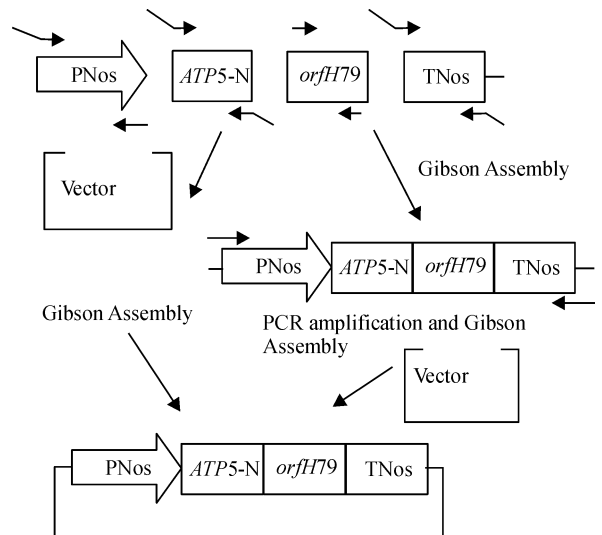 PNos
ATP5-N
orfH79
TNos
Vector
Gibson Assembly
PNos
ATP5-N
orfH79
TNos
Gibson Assembly
PCR amplification and Gibson
Assembly
Vector
PNos
ATP5-N
orfH79
TNos